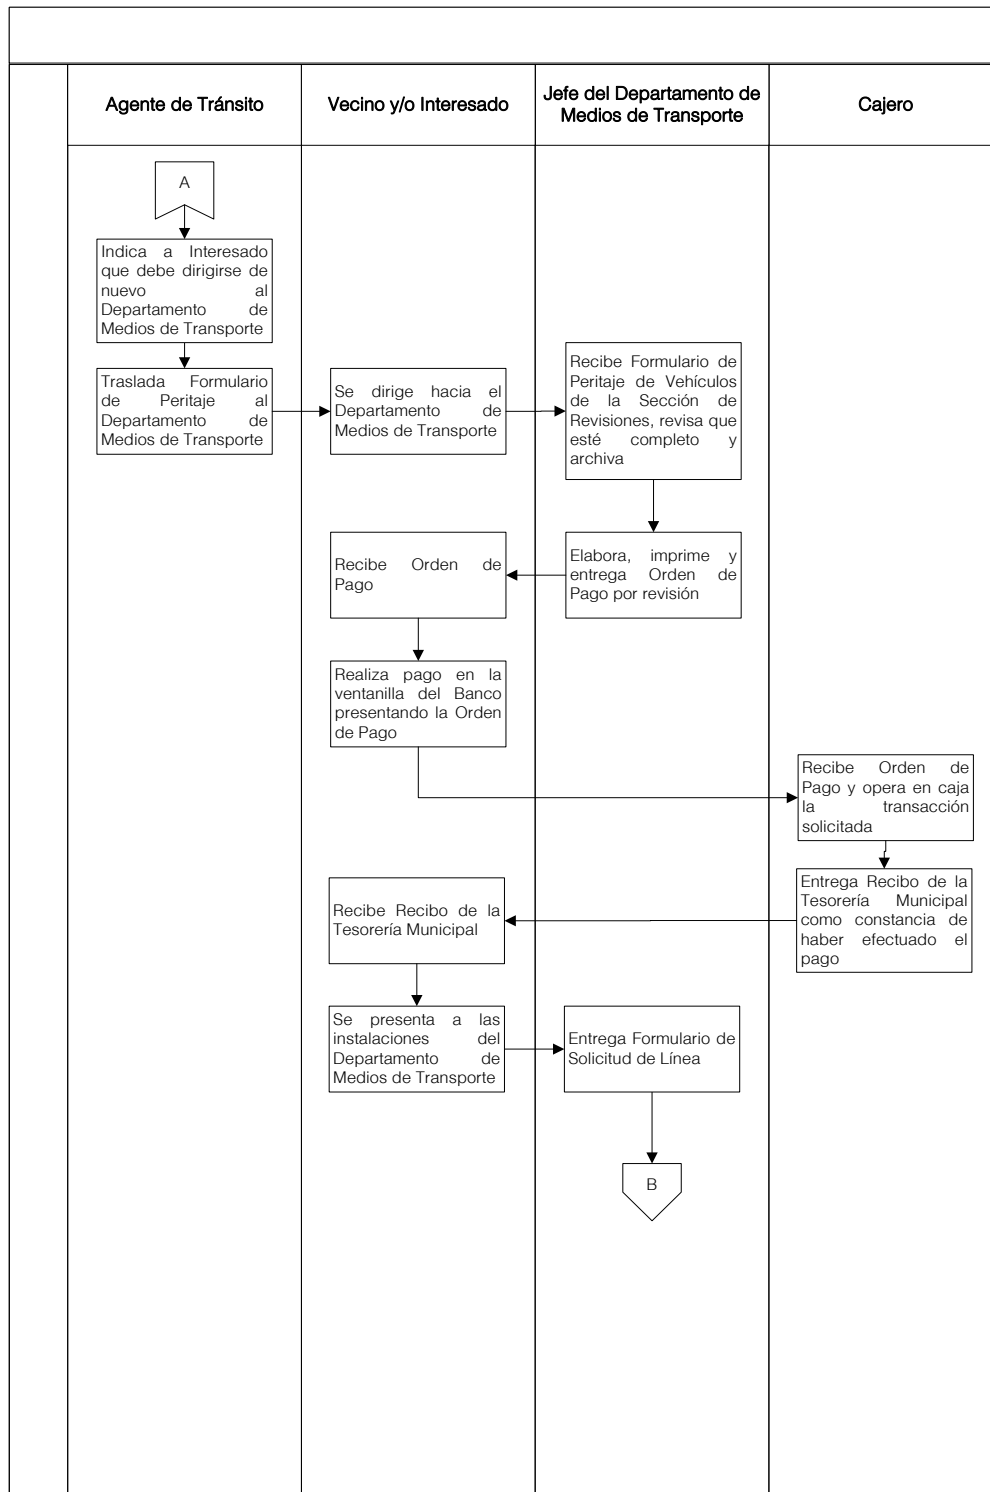 Agente de Tránsito
Vecino y/o Interesado
Jefe del Departamento de
Medios de Transporte
Cajero
A
Indica a Interesado
que debe dirigirse de
nuevo al
Departamento de
Medios de Transporte
Traslada Formulario
de Peritaje al
Departamento de
Medios de Transporte
Se dirige hacia el
Departamento de
Medios de Transporte
Recibe Formulario de
Peritaje de Vehículos
de la Sección de
Revisiones, revisa que
esté completo y
archiva
Elabora, imprime y
entrega Orden de
Pago por revisión
Recibe Orden de
Pago
Realiza pago en la
ventanilla del Banco
presentando la Orden
de Pago
Recibe Orden de
Pago y opera en caja
la transacción
solicitada
Entrega Recibo de la
Tesorería Municipal
como constancia de
haber efectuado el
pago
Recibe Recibo de la
Tesorería Municipal
Se presenta a las
instalaciones del
Departamento de
Medios de Transporte
Entrega Formulario de
Solicitud de Línea
B